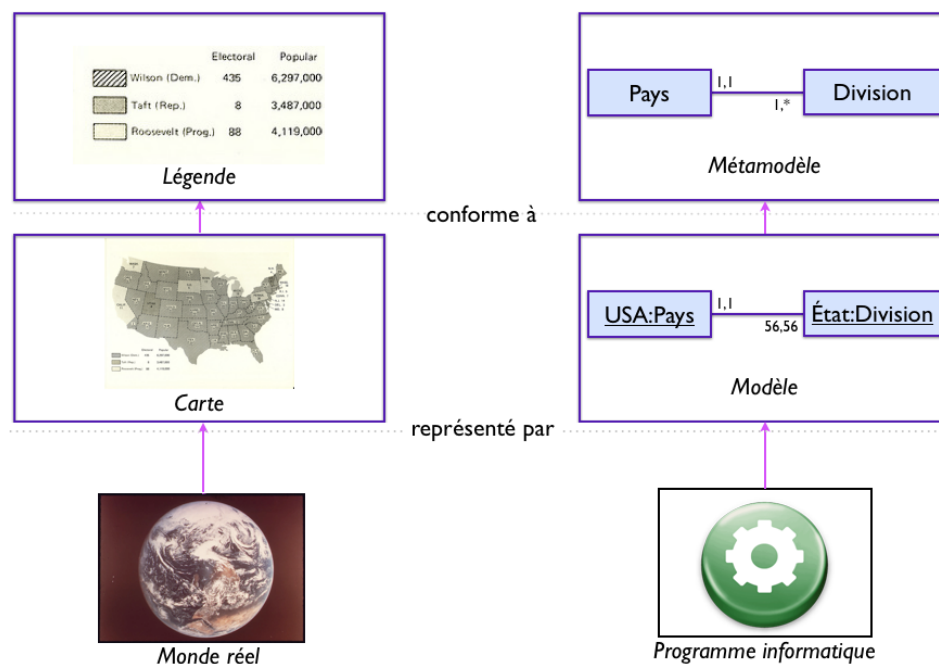 Electoral Popular
Wilson (Dem.) 435 6,297,000
Taft (Rep.) 8 3,487,000
Roosevelt (Prog.) 88 4,119,000
Légende
Pays
1,1
1,*
Division
Métamodèle
conforme à
Carte
USA:Pays
1,1
56,56
État:Division
Modèle
représenté par
Monde réel
Programme informatique